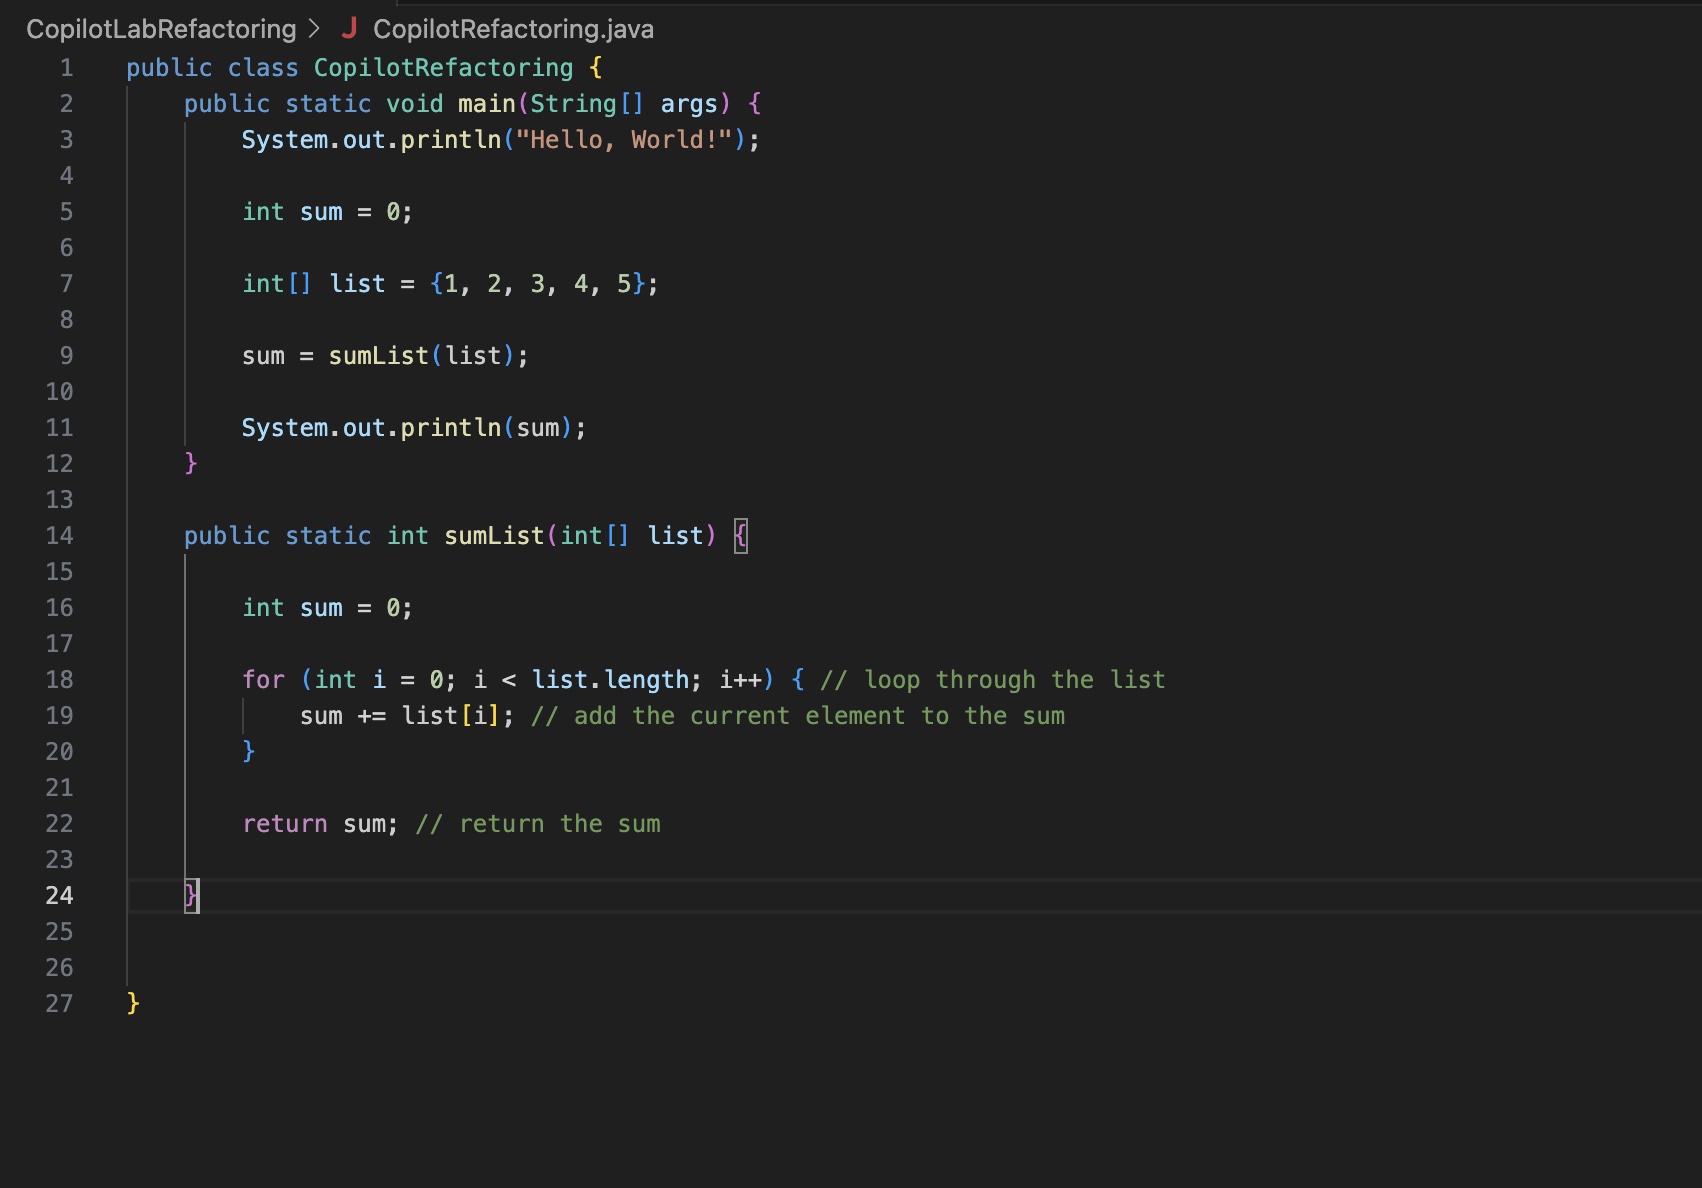 CopilotLabRefactoring > J CopilotRefactoring.java
1 public class CopilotRefactoring {
2     public static void main(String[] args) {
3         System.out.println("Hello, World!");
4
5         int sum = 0;
6
7         int[] list = {1, 2, 3, 4, 5};
8
9         sum = sumList(list);
10
11         System.out.println(sum);
12     }
13
14     public static int sumList(int[] list) {
15
16         int sum = 0;
17
18         for (int i = 0; i < list.length; i++) { // loop through the list
19             sum += list[i]; // add the current element to the sum
20         }
21
22         return sum; // return the sum
23
24     }
25
26
27 }